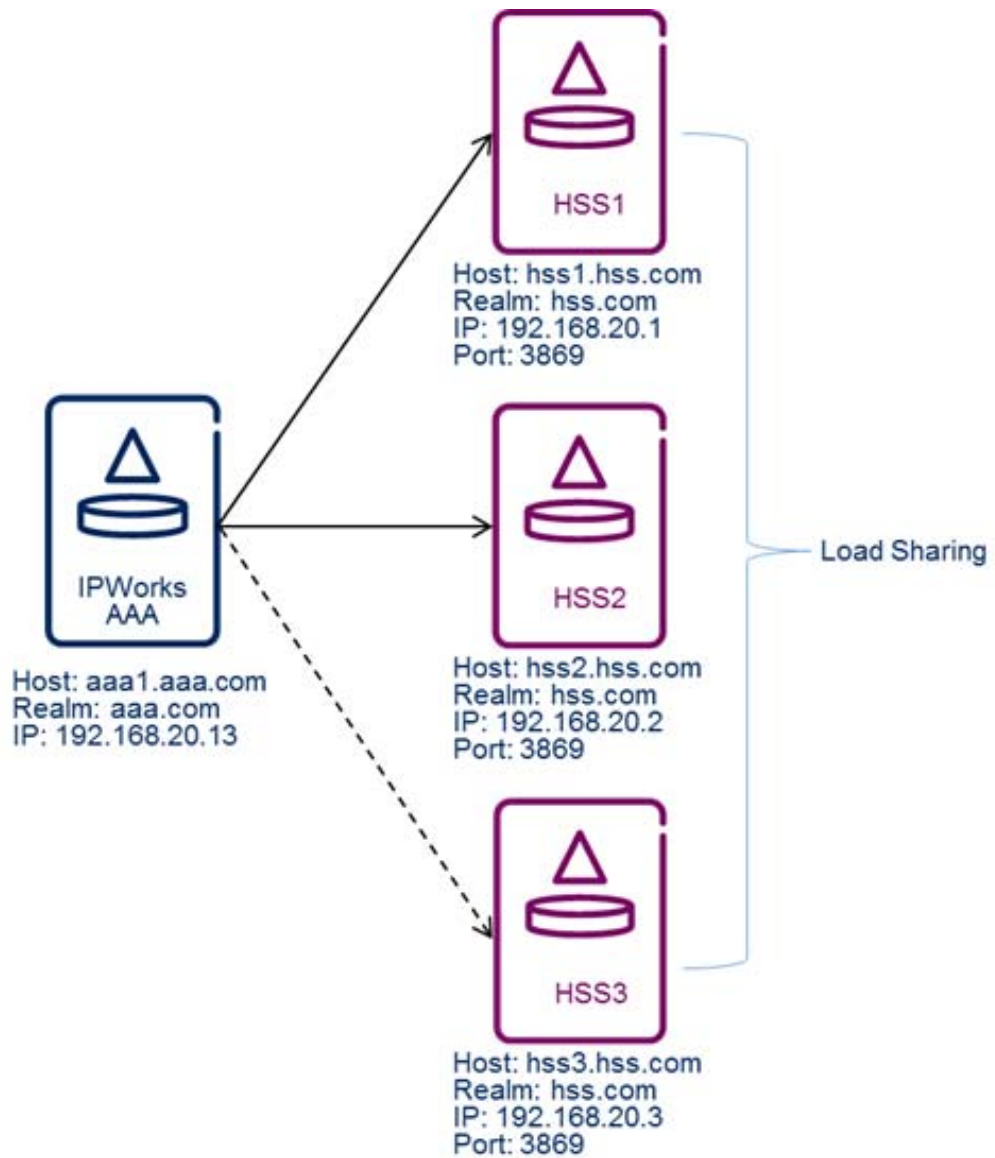 HSS1
Host: hss1.hss.com
Realm: hss.com
IP: 192.168.20.1
Port: 3869
IPWorks
AAA
Host: aaa1.aaa.com
Realm: aaa.com
IP: 192.168.20.13
HSS2
Host: hss2.hss.com
Realm: hss.com
IP: 192.168.20.2
Port: 3869
Load Sharing
HSS3
Host: hss3.hss.com
Realm: hss.com
IP: 192.168.20.3
Port: 3869